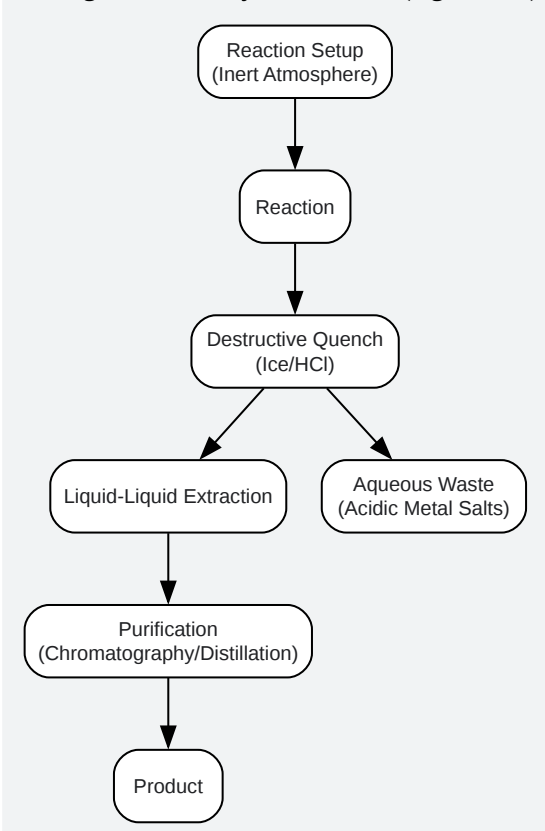 Reaction Setup
(Inert Atmosphere)
Reaction
Destructive Quench
(Ice/HCl)
Liquid-Liquid Extraction
Aqueous Waste
(Acidic Metal Salts)
Purification
(Chromatography/Distillation)
Product